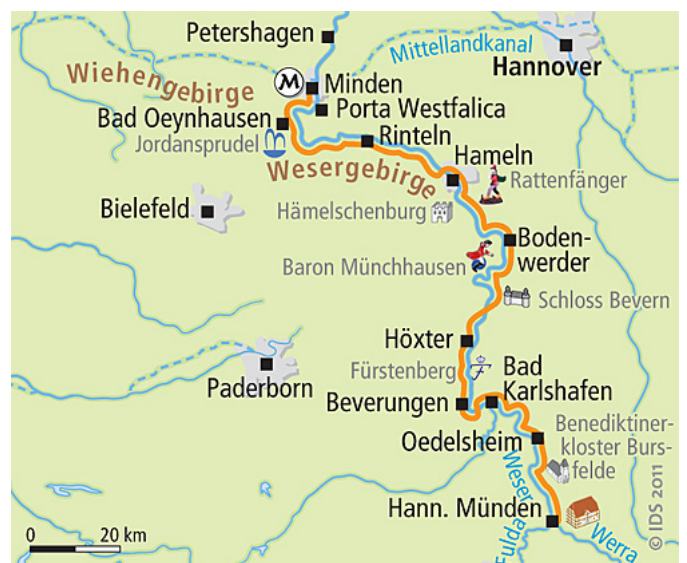 Petershagen
Mittellandkanal
Hannover
Wiehengebirge
M
Minden
Porta Westfalica
Bad Oeynhausen
Jordansprudel
Rinteln
Wesergebirge
Hameln
Rattenfänger
Bielefeld
Hämelschenburg
Boden-
werder
Baron Münchhausen
Schloss Bevern
Höxter
Fürstenberg
F
Bad
Karlshafen
Paderborn
Beverungen
Oedelsheim
Benediktiner-
kloster Burs-
felde
Weser
Hann. Münden
Fulda
Werra
0 20 km
© IDS 2011